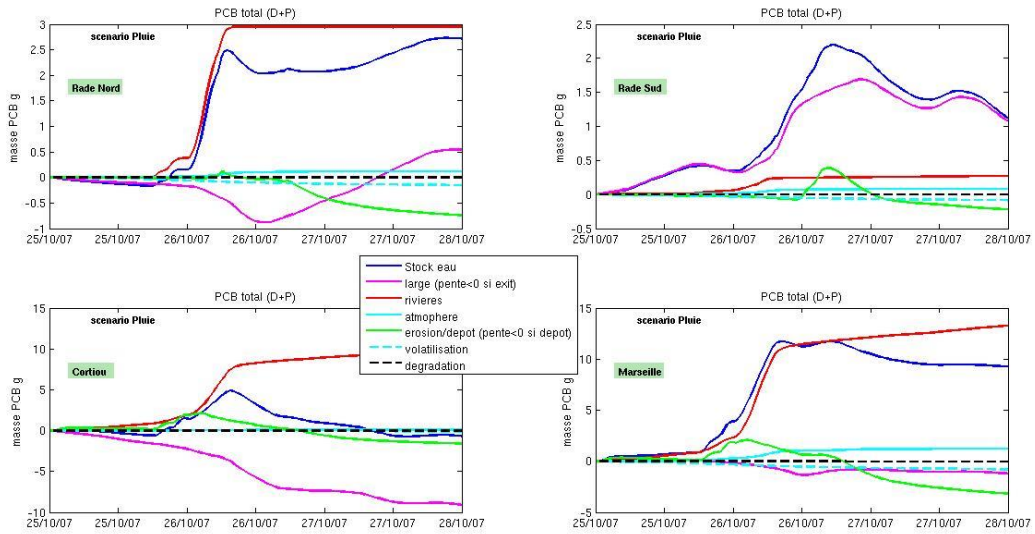 PCB total (D+P)
scenario Pluie
Rade Nord
masse PCB g
3
2.5
2
1.5
1
0.5
0
-0.5
-1
25/10/07 25/10/07 26/10/07 26/10/07 27/10/07 27/10/07 28/10/07
PCB total (D+P)
scenario Pluie
Rade Sud
masse PCB g
2.5
2
1.5
1
0.5
0
-0.5
25/10/07 25/10/07 26/10/07 26/10/07 27/10/07 27/10/07 28/10/07
Stock eau
large (pente<0 si exit)
rivieres
atmophere
erosion/depot (pente<0 si depot)
volatilisation
degradation
PCB total (D+P)
scenario Pluie
Cortiou
masse PCB g
15
10
5
0
-5
-10
25/10/07 25/10/07 26/10/07 26/10/07 27/10/07 27/10/07 28/10/07
PCB total (D+P)
scenario Pluie
Marseille
masse PCB g
15
10
5
0
-5
25/10/07 25/10/07 26/10/07 26/10/07 27/10/07 27/10/07 28/10/07